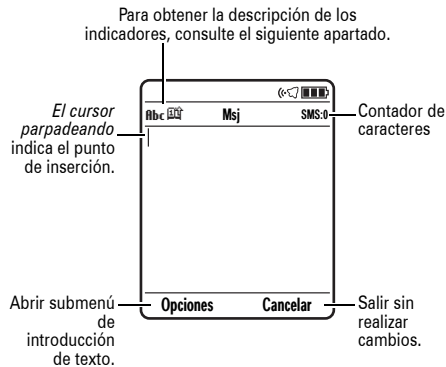 Para obtener la descripción de los
indicadores, consulte el siguiente apartado.
Abc Msj SMS:0
El cursor
parpadeando
indica el punto
de inserción.
Contador de
caracteres
Opciones Cancelar
Abrir submenú
de
introducción
de texto.
Salir sin
realizar
cambios.